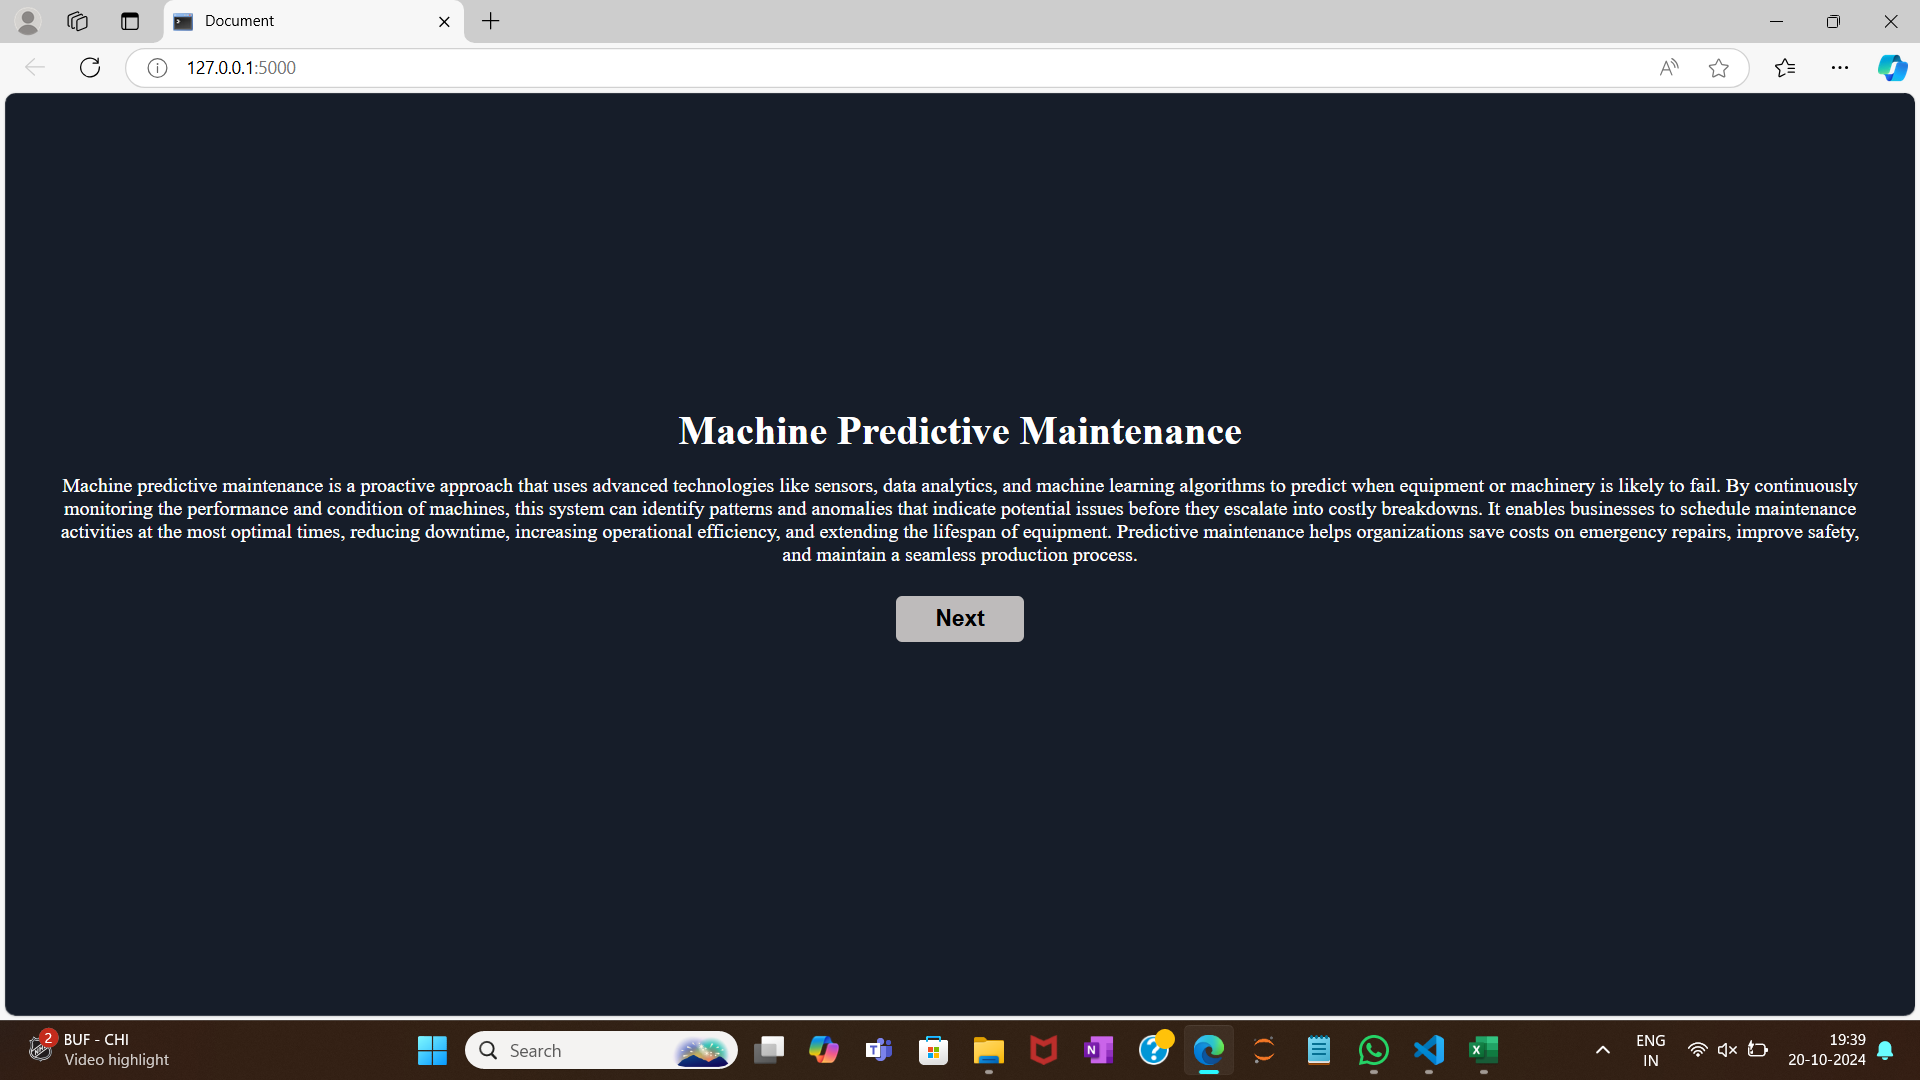 Document
127.0.0.1:5000
Machine Predictive Maintenance
Machine predictive maintenance is a proactive approach that uses advanced technologies like sensors, data analytics, and machine learning algorithms to predict when equipment or machinery is likely to fail. By continuously
monitoring the performance and condition of machines, this system can identify patterns and anomalies that indicate potential issues before they escalate into costly breakdowns. It enables businesses to schedule maintenance
activities at the most optimal times, reducing downtime, increasing operational efficiency, and extending the lifespan of equipment. Predictive maintenance helps organizations save costs on emergency repairs, improve safety,
and maintain a seamless production process.
Next
2
BUF - CHI
Video highlight
Search
ENG
IN
19:39
20-10-2024